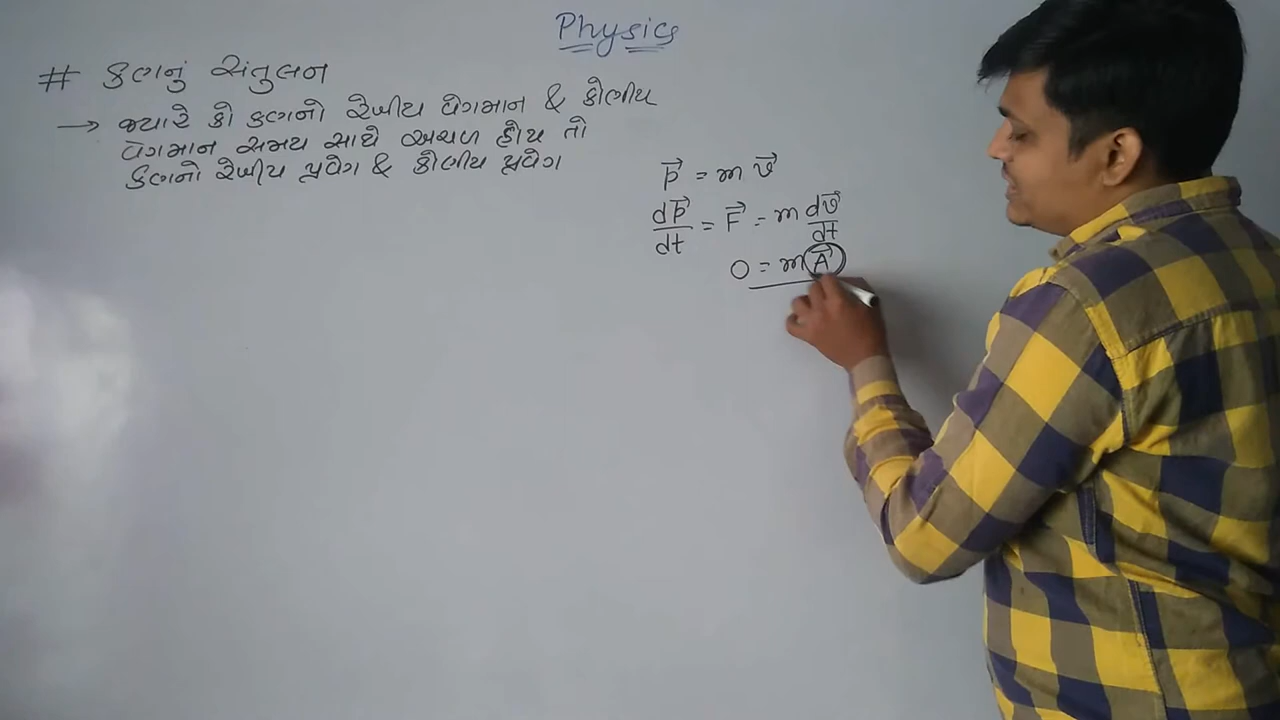 Physics
# કણનું સંતુલન
→ જ્યારે કો કણનો રેખીય વેગમાન & કોણીય
વેગમાન સમય સાથે અચળ હોય તો
કણનો રેખીય પ્રવેગ & કોણીય પ્રવેગ
p⃗ = m v⃗
dp⃗/dt = F⃗ = m dv⃗/dt
0 = m A⃗